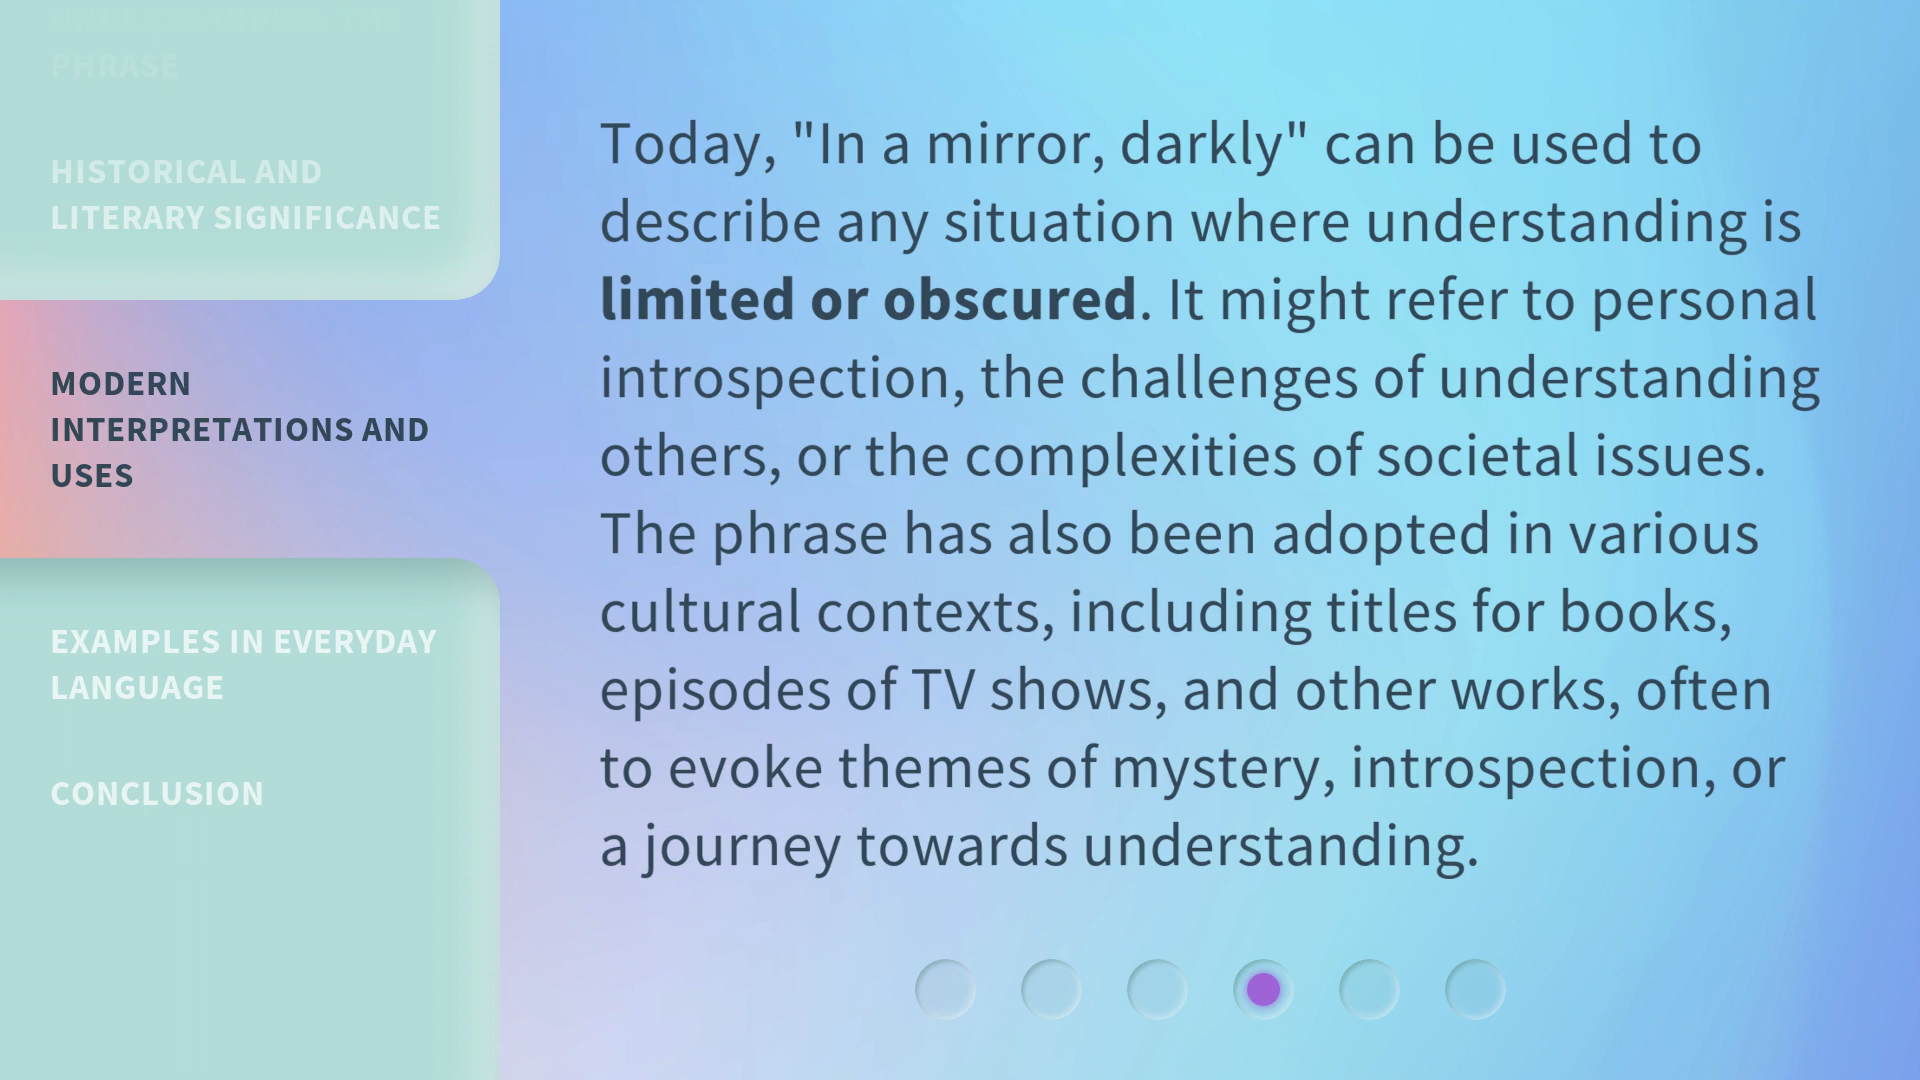 UNDERSTANDING THE
PHRASE
HISTORICAL AND
LITERARY SIGNIFICANCE
MODERN
INTERPRETATIONS AND
USES
EXAMPLES IN EVERYDAY
LANGUAGE
CONCLUSION
Today, "In a mirror, darkly" can be used to
describe any situation where understanding is
limited or obscured. It might refer to personal
introspection, the challenges of understanding
others, or the complexities of societal issues.
The phrase has also been adopted in various
cultural contexts, including titles for books,
episodes of TV shows, and other works, often
to evoke themes of mystery, introspection, or
a journey towards understanding.